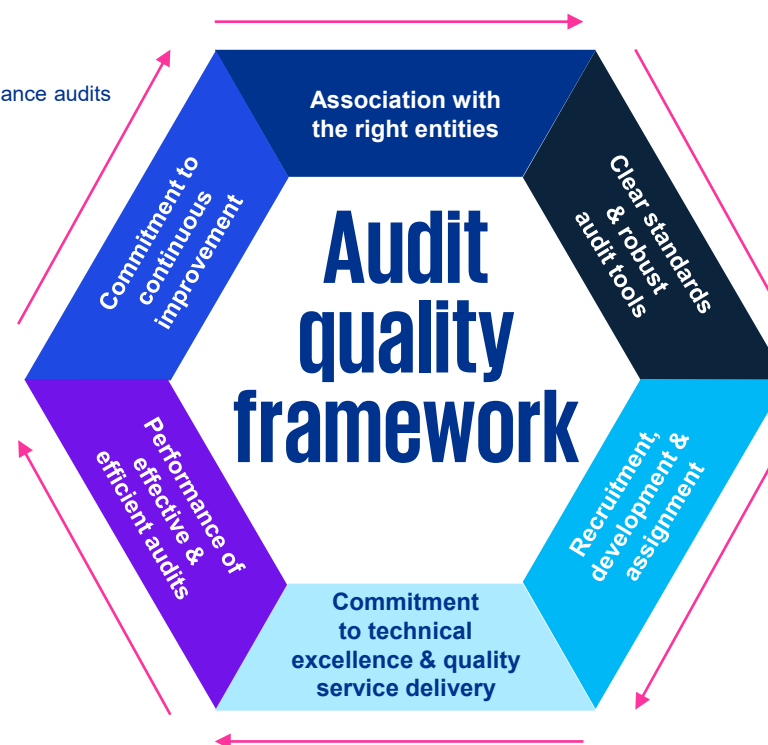 ance audits
Association with
the right entities
Clear standards
& robust
audit tools
Recruitment,
development &
assignment
Commitment
to technical
excellence & quality
service delivery
Performance of
effective &
efficient audits
Commitment to
continuous
improvement
Audit
quality
framework